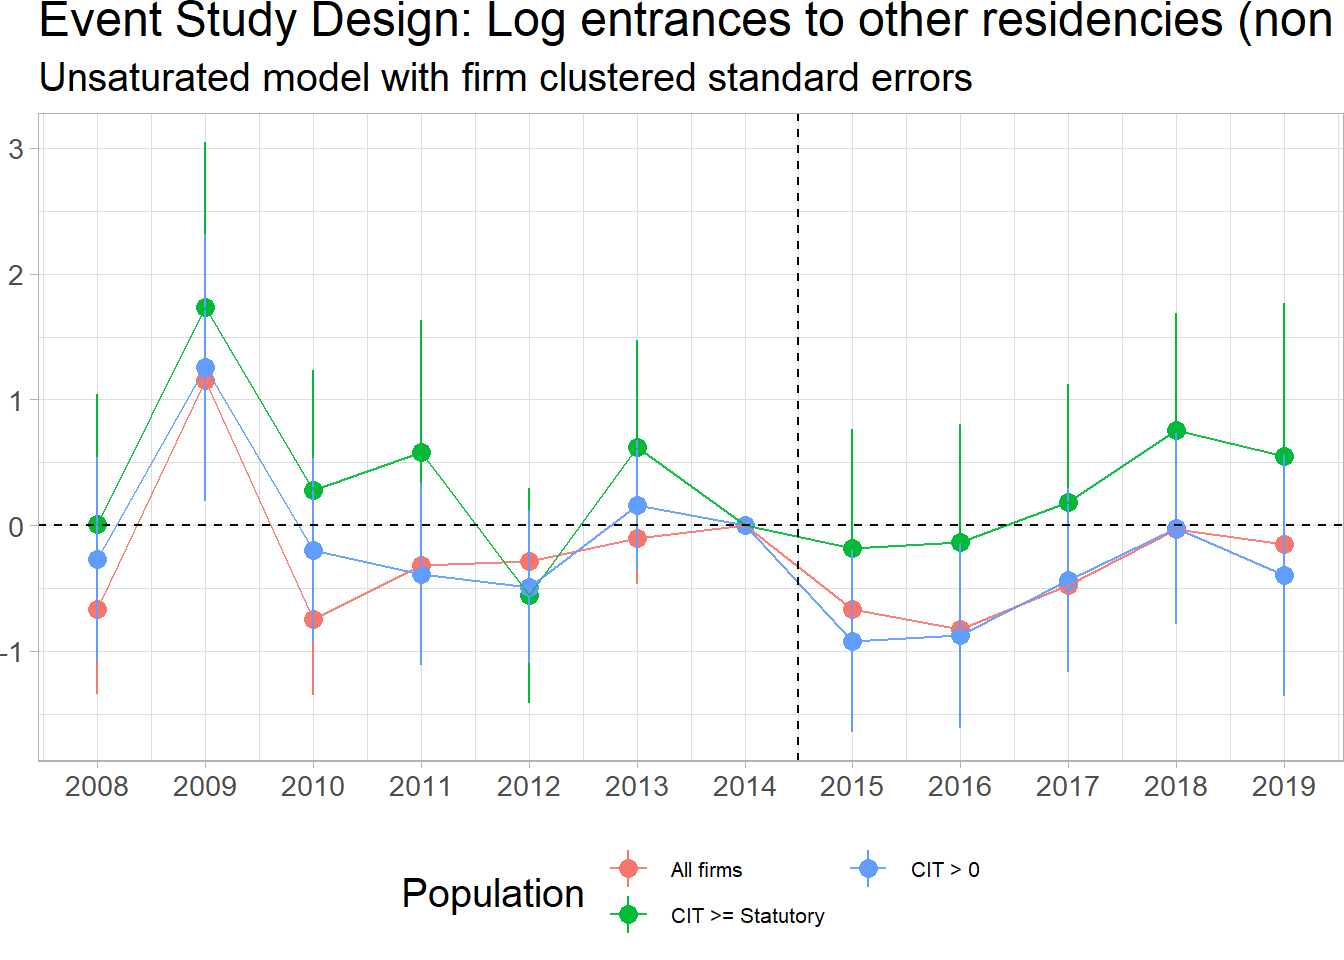 Event Study Design: Log entrances to other residencies (non
Unsaturated model with firm clustered standard errors
3
2
1
0
-1
2008 2009 2010 2011 2012 2013 2014 2015 2016 2017 2018 2019
Population
All firms
CIT > 0
CIT >= Statutory